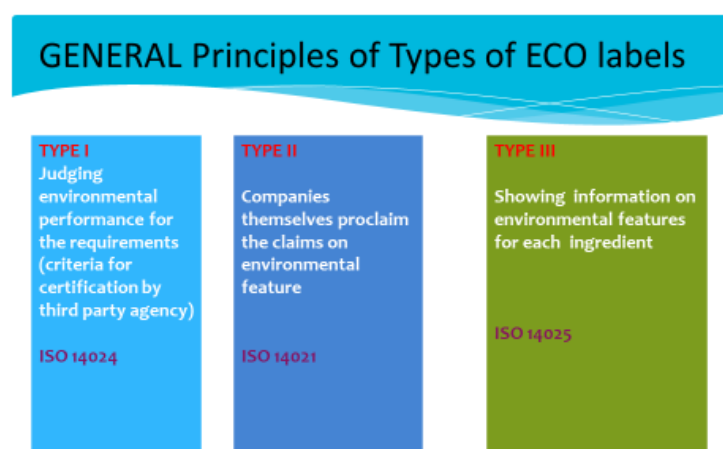 GENERAL Principles of Types of ECO labels
TYPE I
Judging
environmental
performance for
the requirements
(criteria for
certification by
third party agency)
ISO 14024
TYPE II
Companies
themselves proclaim
the claims on
environmental
feature
ISO 14021
TYPE III
Showing information on
environmental features
for each ingredient
ISO 14025